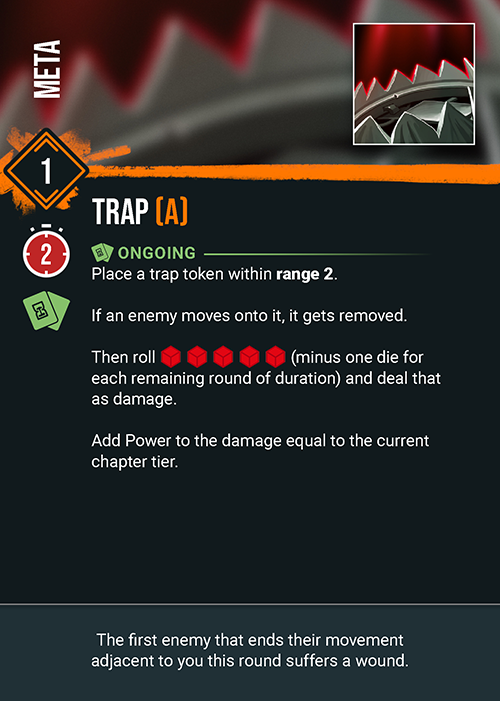 META
1
TRAP (A)
2
ONGOING
Place a trap token within range 2.
If an enemy moves onto it, it gets removed.
Then roll (minus one die for
each remaining round of duration) and deal that
as damage.
Add Power to the damage equal to the current
chapter tier.
The first enemy that ends their movement
adjacent to you this round suffers a wound.